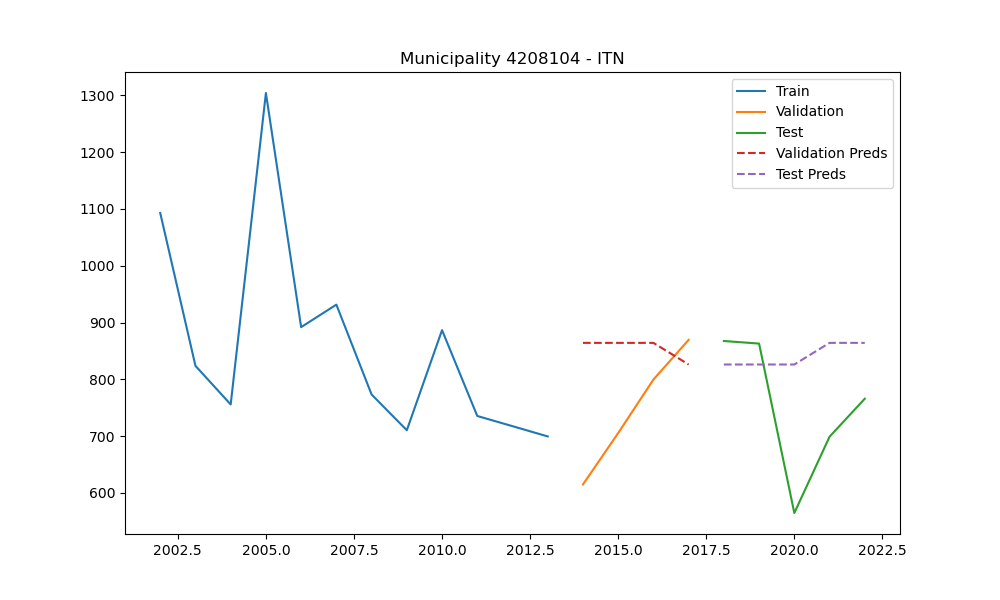 Municipality 4208104 - ITN
Train
Validation
Test
Validation Preds
Test Preds
1300
1200
1100
1000
900
800
700
600
2002.5 2005.0 2007.5 2010.0 2012.5 2015.0 2017.5 2020.0 2022.5